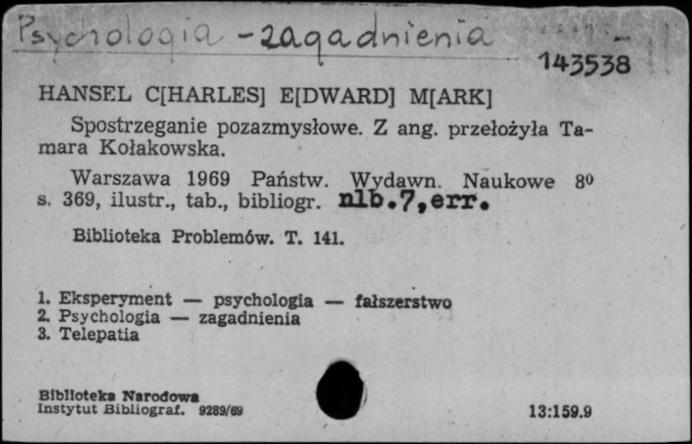 Psychologia - zagadnienia
143538
HANSEL C[HARLES] E[DWARD] M[ARK]
Spostrzeganie pozazmysłowe. Z ang. przełożyła Ta-
mara Kołakowska.
Warszawa 1969 Państw. Wydawn. Naukowe 8⁰
s. 369, ilustr., tab., bibliogr. nlb.7,err.
Biblioteka Problemów. T. 141.
1. Eksperyment — psychologia — fałszerstwo
2. Psychologia — zagadnienia
3. Telepatia
Biblioteka Narodowa
Instytut Bibliograf. 9289/69
13:159.9